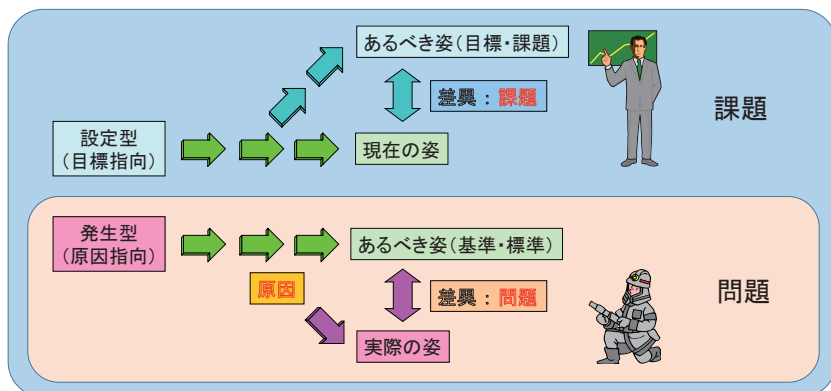 あるべき姿(目標・課題)
差異：課題
課題
設定型
(目標指向)
現在の姿
発生型
(原因指向)
あるべき姿(基準・標準)
原因
差異：問題
問題
実際の姿